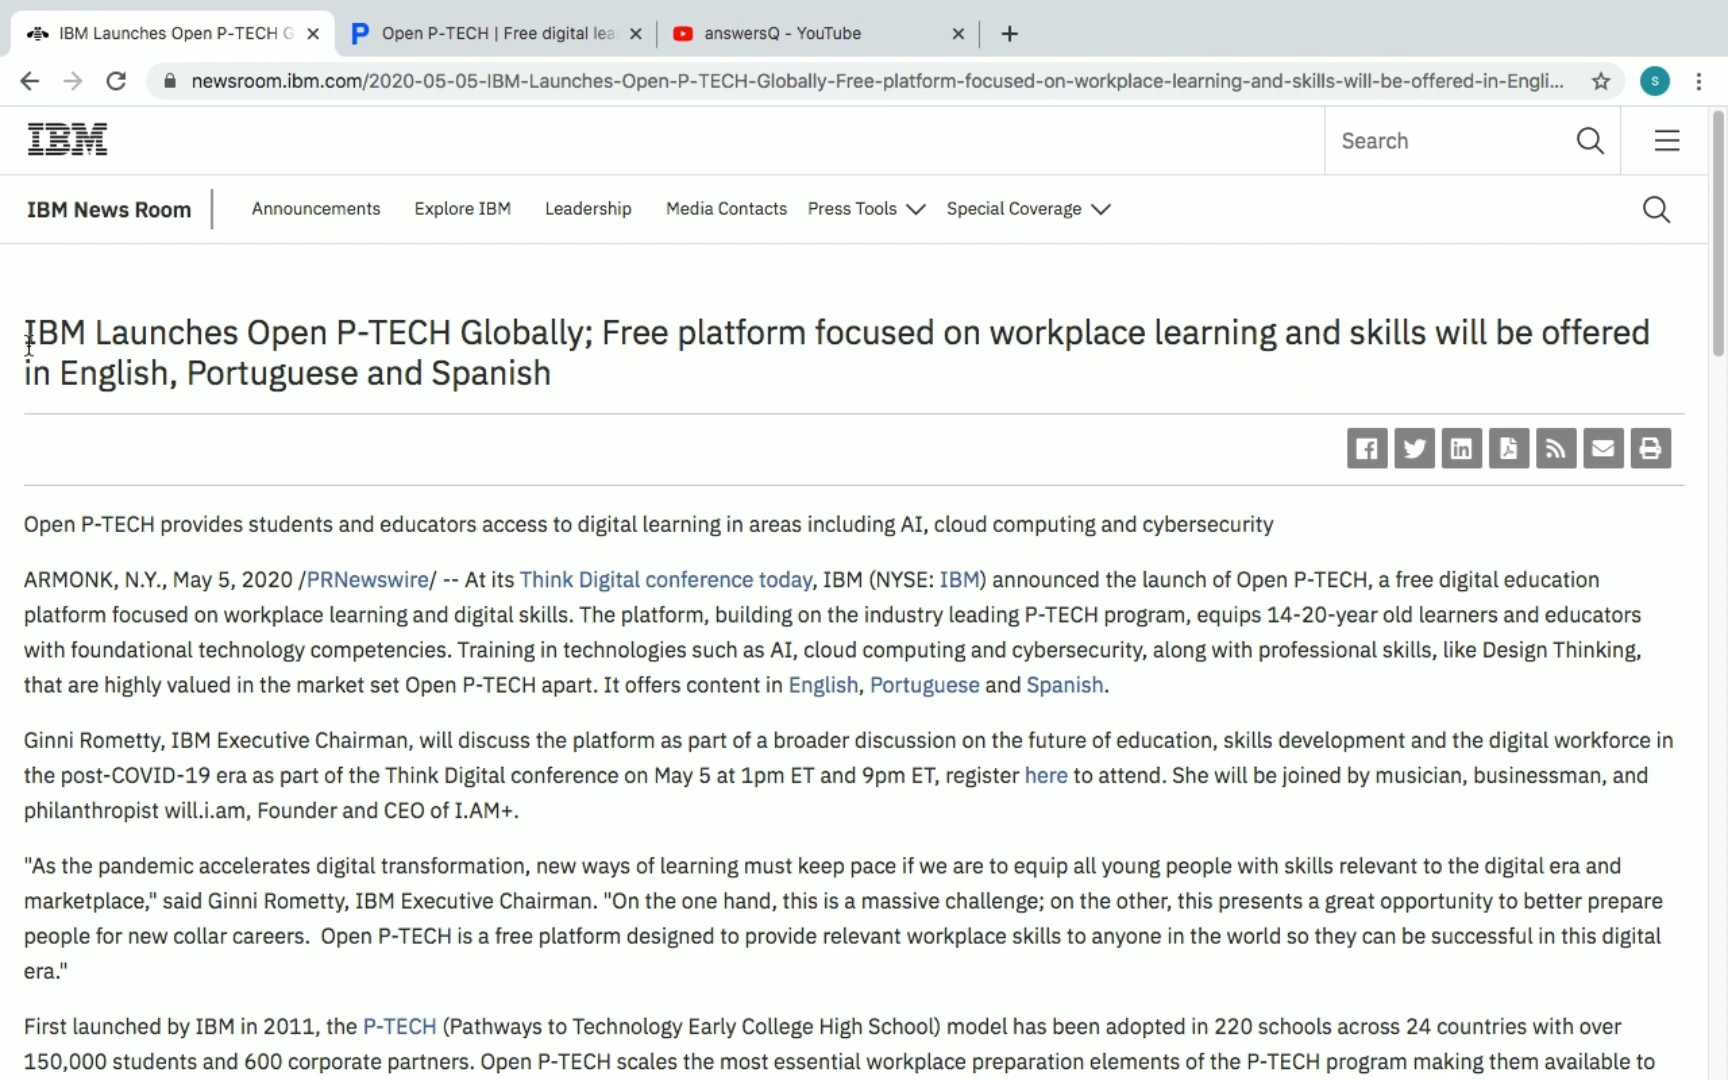 IBM Launches Open P-TECH G
Open P-TECH | Free digital lea
answersQ - YouTube
newsroom.ibm.com/2020-05-05-IBM-Launches-Open-P-TECH-Globally-Free-platform-focused-on-workplace-learning-and-skills-will-be-offered-in-Engli...
S
IBM
Search
IBM News Room
Announcements
Explore IBM
Leadership
Media Contacts
Press Tools
Special Coverage
IBM Launches Open P-TECH Globally; Free platform focused on workplace learning and skills will be offered
in English, Portuguese and Spanish
Open P-TECH provides students and educators access to digital learning in areas including AI, cloud computing and cybersecurity
ARMONK, N.Y., May 5, 2020 /PRNewswire/ -- At its Think Digital conference today, IBM (NYSE: IBM) announced the launch of Open P-TECH, a free digital education
platform focused on workplace learning and digital skills. The platform, building on the industry leading P-TECH program, equips 14-20-year old learners and educators
with foundational technology competencies. Training in technologies such as AI, cloud computing and cybersecurity, along with professional skills, like Design Thinking,
that are highly valued in the market set Open P-TECH apart. It offers content in English, Portuguese and Spanish.
Ginni Rometty, IBM Executive Chairman, will discuss the platform as part of a broader discussion on the future of education, skills development and the digital workforce in
the post-COVID-19 era as part of the Think Digital conference on May 5 at 1pm ET and 9pm ET, register here to attend. She will be joined by musician, businessman, and
philanthropist will.i.am, Founder and CEO of I.AM+.
"As the pandemic accelerates digital transformation, new ways of learning must keep pace if we are to equip all young people with skills relevant to the digital era and
marketplace," said Ginni Rometty, IBM Executive Chairman. "On the one hand, this is a massive challenge; on the other, this presents a great opportunity to better prepare
people for new collar careers.  Open P-TECH is a free platform designed to provide relevant workplace skills to anyone in the world so they can be successful in this digital
era."
First launched by IBM in 2011, the P-TECH (Pathways to Technology Early College High School) model has been adopted in 220 schools across 24 countries with over
150,000 students and 600 corporate partners. Open P-TECH scales the most essential workplace preparation elements of the P-TECH program making them available to